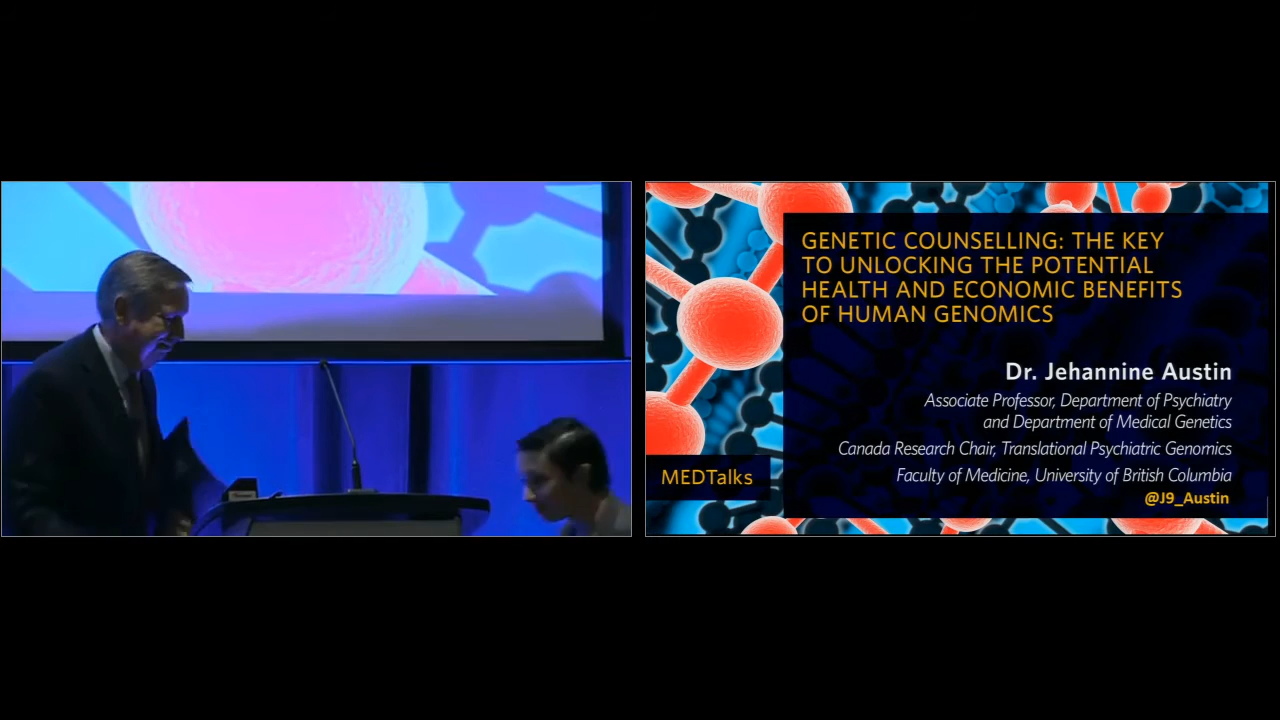 GENETIC COUNSELLING: THE KEY
TO UNLOCKING THE POTENTIAL
HEALTH AND ECONOMIC BENEFITS
OF HUMAN GENOMICS
Dr. Jehannine Austin
Associate Professor, Department of Psychiatry
and Department of Medical Genetics
Canada Research Chair, Translational Psychiatric Genomics
Faculty of Medicine, University of British Columbia
@J9_Austin
MEDTalks